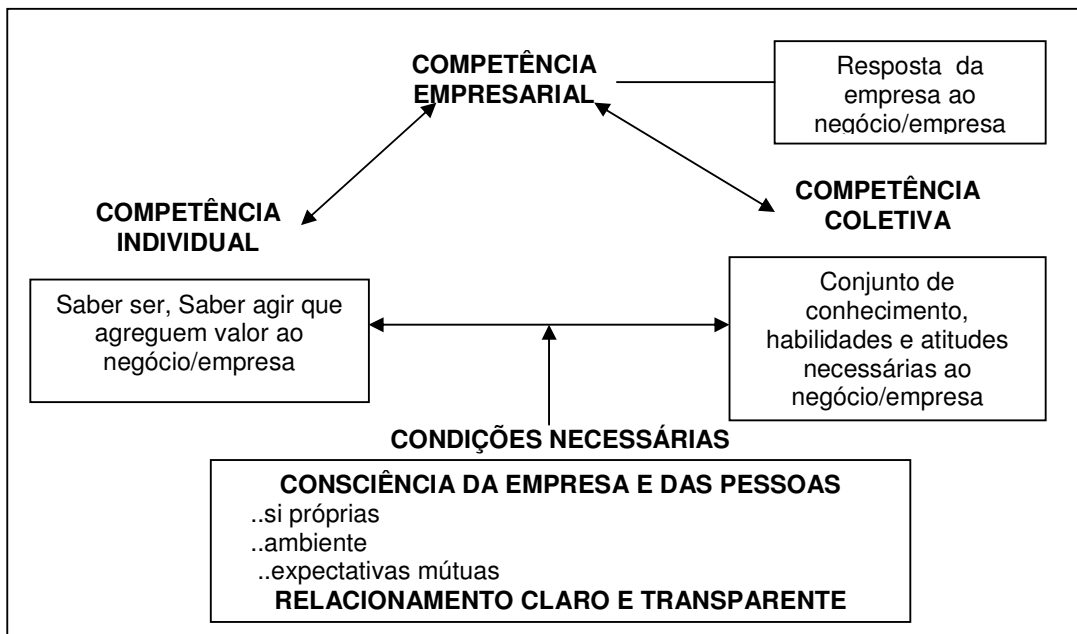 COMPETÊNCIA
EMPRESARIAL
Resposta da
empresa ao
negócio/empresa
COMPETÊNCIA
INDIVIDUAL
COMPETÊNCIA
COLETIVA
Saber ser, Saber agir que
agreguem valor ao
negócio/empresa
Conjunto de
conhecimento,
habilidades e atitudes
necessárias ao
negócio/empresa
CONDIÇÕES NECESSÁRIAS
CONSCIÊNCIA DA EMPRESA E DAS PESSOAS
..si próprias
..ambiente
..expectativas mútuas
RELACIONAMENTO CLARO E TRANSPARENTE